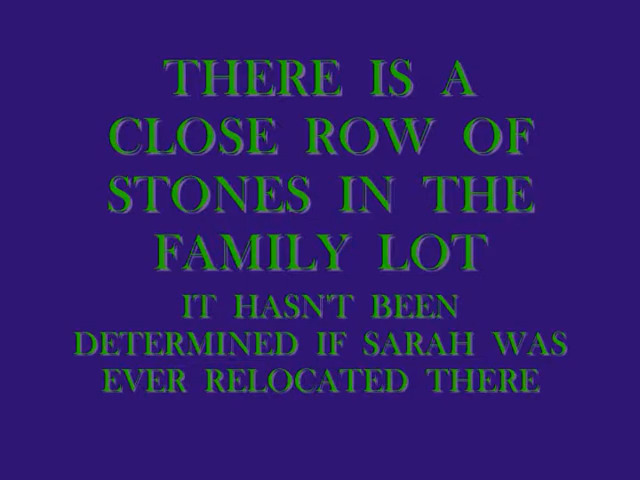 THERE IS A
CLOSE ROW OF
STONES IN THE
FAMILY LOT
IT HASN'T BEEN
DETERMINED IF SARAH WAS
EVER RELOCATED THERE